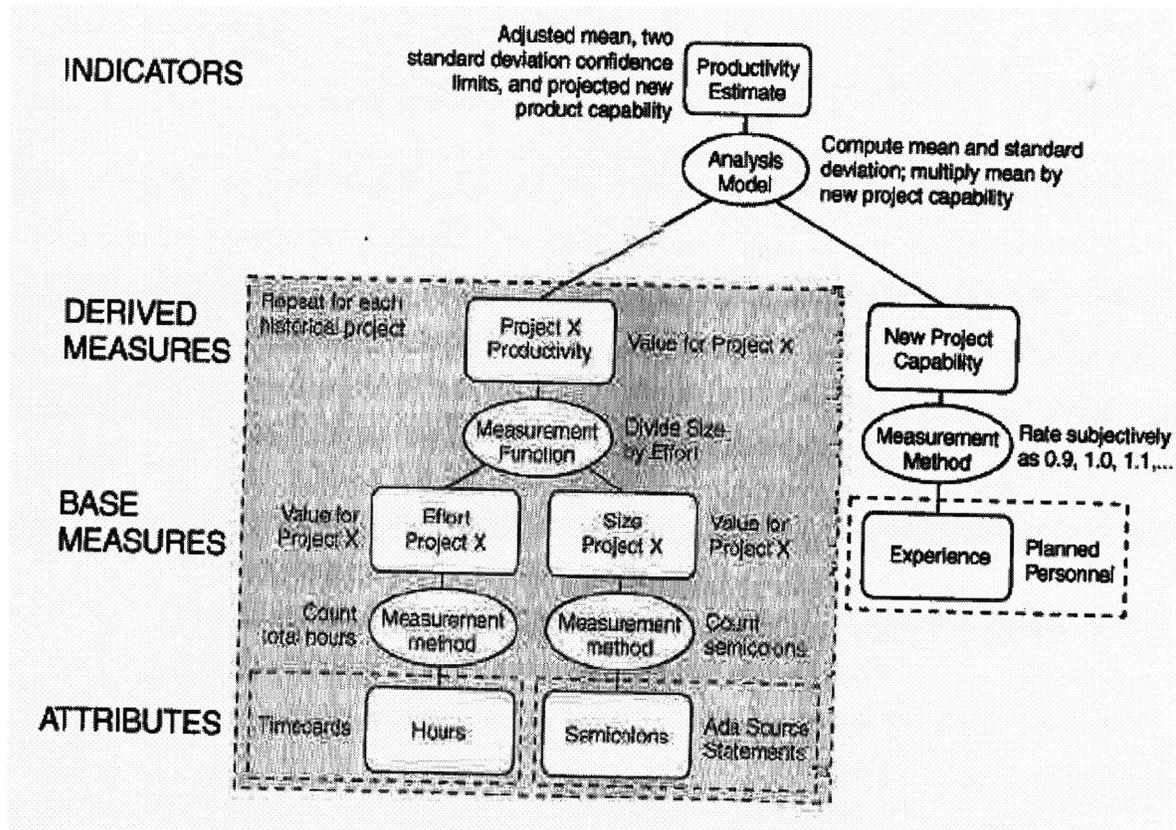 INDICATORS
Adjusted mean, two
standard deviation confidence
limits, and projected new
product capability
Productivity
Estimate
Analysis
Model
Compute mean and standard
deviation; multiply mean by
new project capability
DERIVED
MEASURES
Repeat for each
historical project
Project X
Productivity
Value for Project X
New Project
Capability
Measurement
Function
Divide Size
by Effort
Measurement
Method
Rate subjectively
as 0.9, 1.0, 1.1,...
BASE
MEASURES
Value for
Project X
Effort
Project X
Size
Project X
Value for
Project X
Experience
Planned
Personnel
Count
total hours
Measurement
method
Measurement
method
Count
semicolons
ATTRIBUTES
Timecards
Hours
Semicolons
Ada Source
Statements